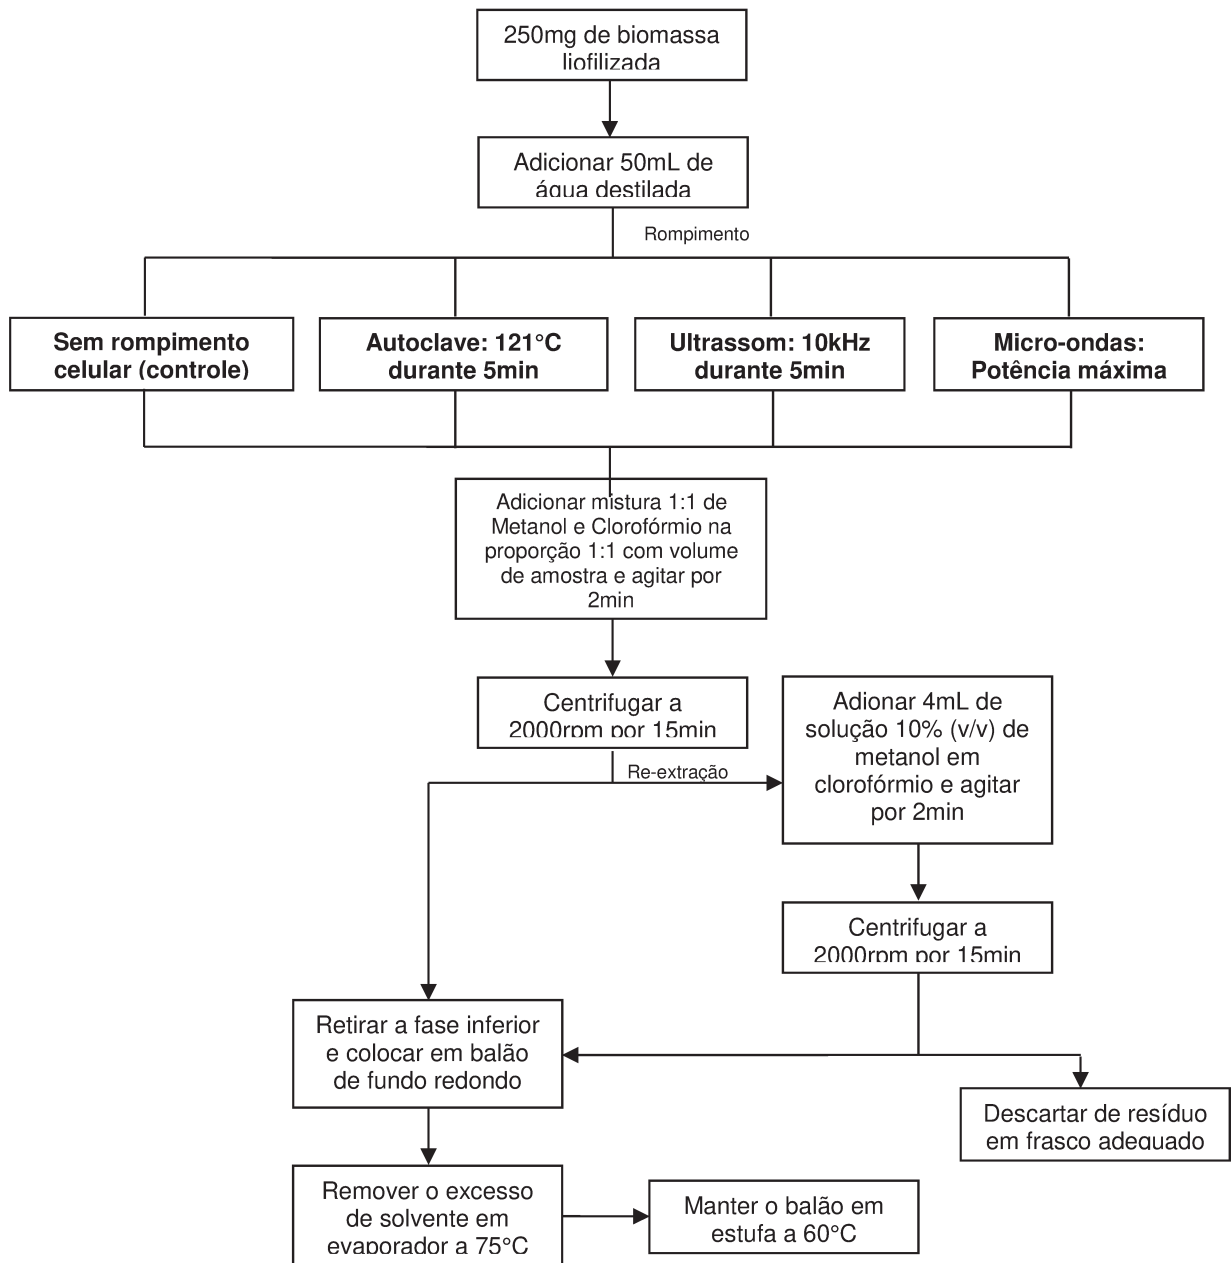 250mg de biomassa
liofilizada
Adicionar 50mL de
água destilada
Rompimento
Sem rompimento
celular (controle)
Autoclave: 121°C
durante 5min
Ultrassom: 10kHz
durante 5min
Micro-ondas:
Potência máxima
Adicionar mistura 1:1 de
Metanol e Clorofórmio na
proporção 1:1 com volume
de amostra e agitar por
2min
Centrifugar a
2000rpm por 15min
Re-extração
Adionar 4mL de
solução 10% (v/v) de
metanol em
clorofórmio e agitar
por 2min
Centrifugar a
2000rpm por 15min
Retirar a fase inferior
e colocar em balão
de fundo redondo
Descartar de resíduo
em frasco adequado
Remover o excesso
de solvente em
evaporador a 75°C
Manter o balão em
estufa a 60°C